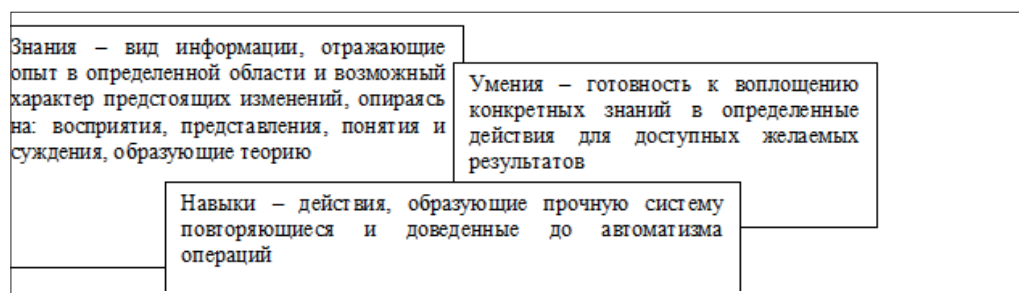 Знания – вид информации, отражающие
опыт в определенной области и возможный
характер предстоящих изменений, опираясь
на: восприятия, представления, понятия и
суждения, образующие теорию
Умения – готовность к воплощению
конкретных знаний в определенные
действия для доступных желаемых
результатов
Навыки – действия, образующие прочную систему
повторяющиеся и доведенные до автоматизма
операций